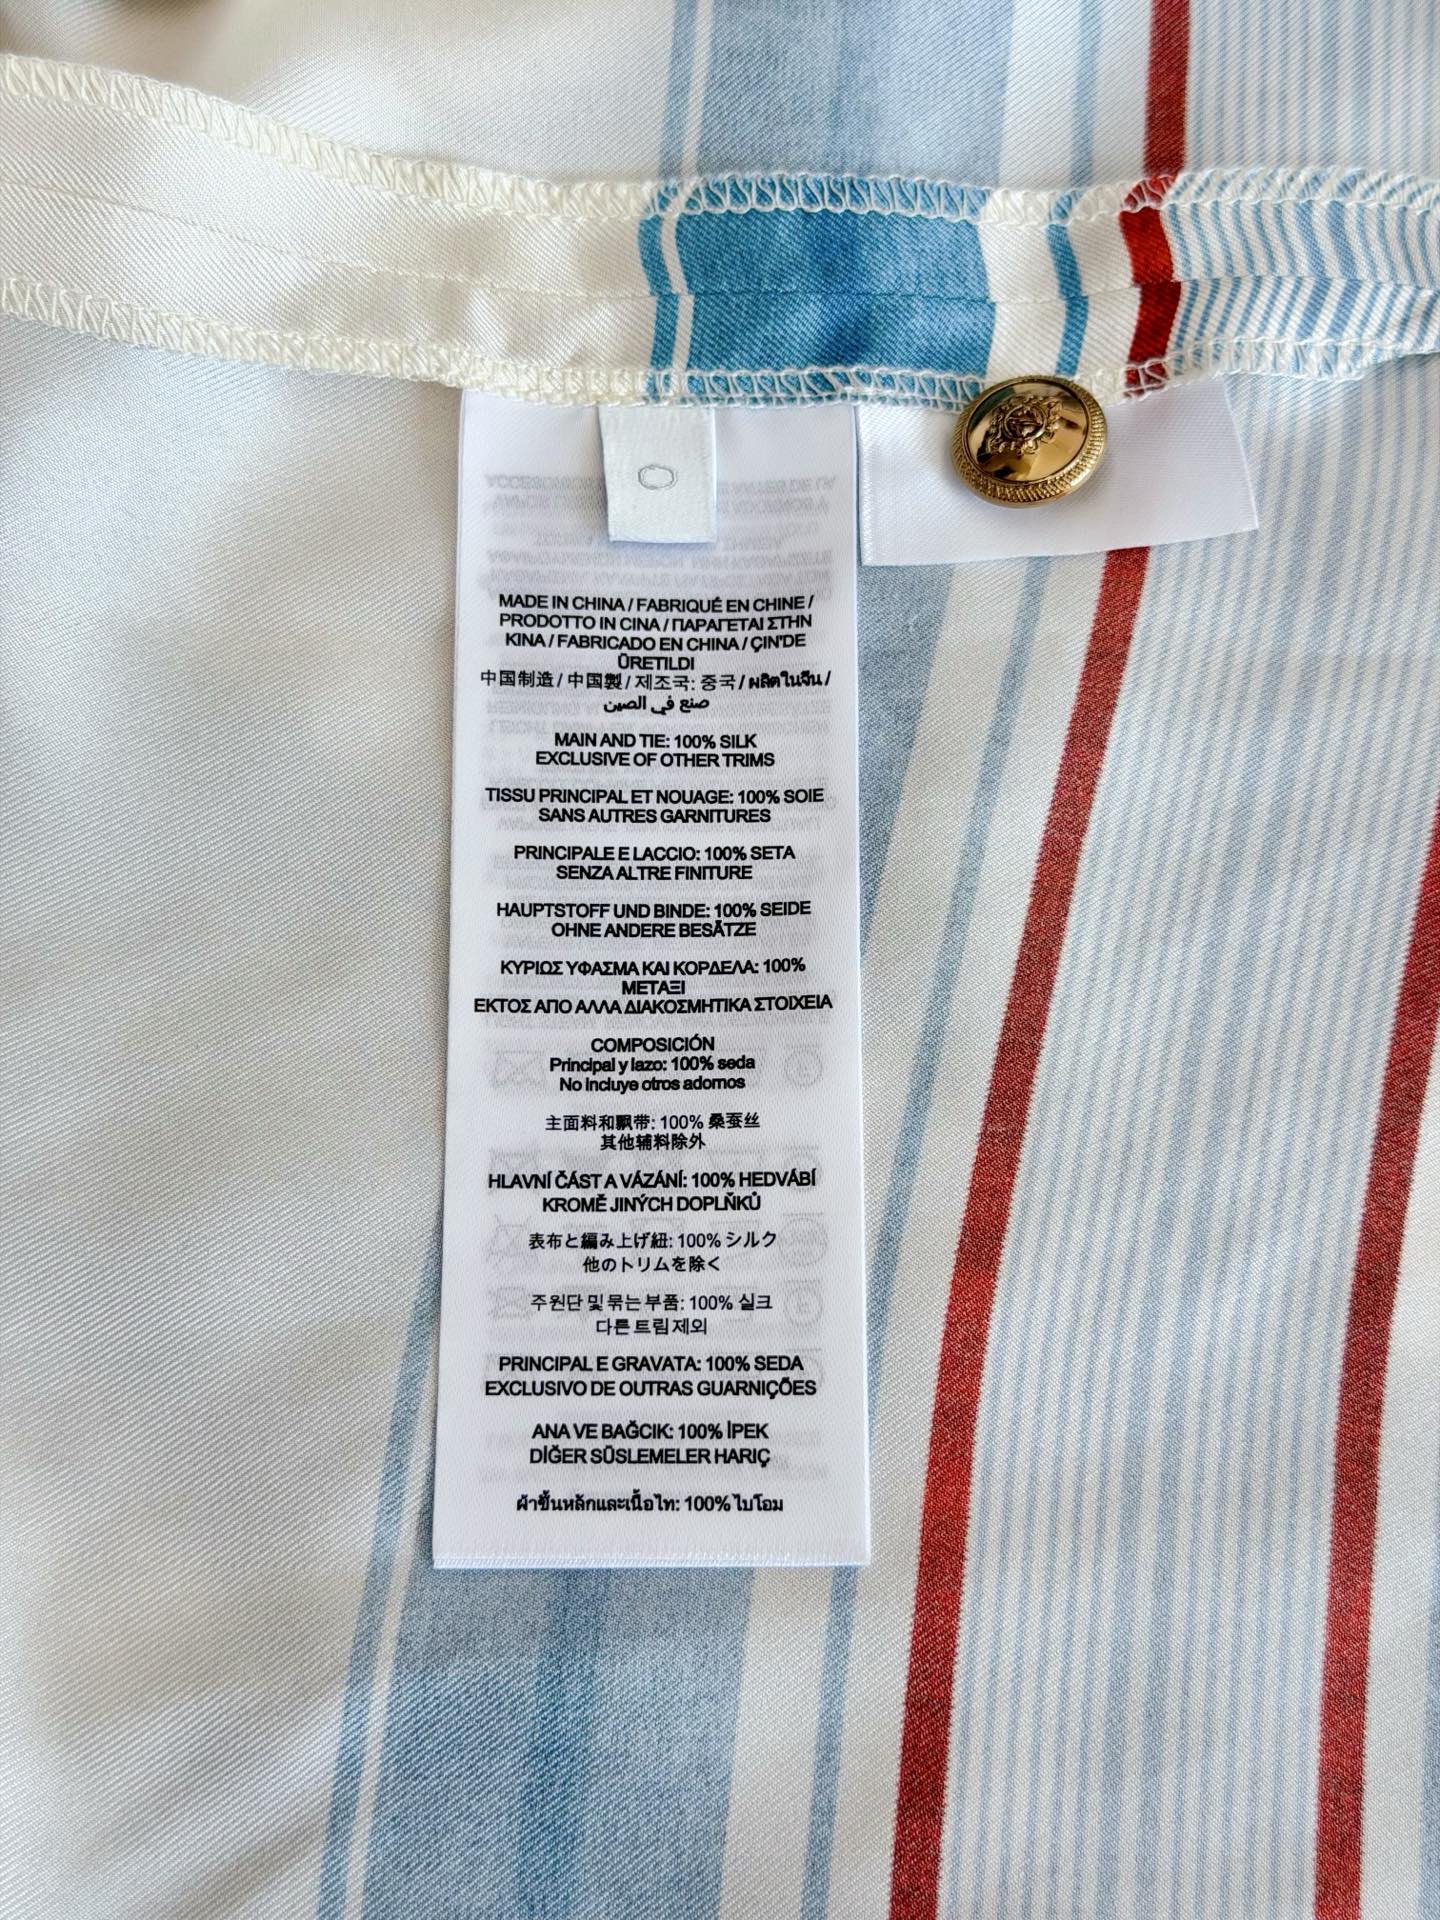 0
MADE IN CHINA / FABRIQUÉ EN CHINE /
PRODOTTO IN CINA / ΠΑΡΑΓΕΤΑΙ ΣΤΗΝ
ΚΙΝΑ / FABRICADO EN CHINA / ÇIN'DE
ÜRETILDI
中国制造 / 中国製 / 제조국: 중국 / ผลิตในจีน /
صنع في الصين
MAIN AND TIE: 100% SILK
EXCLUSIVE OF OTHER TRIMS
TISSU PRINCIPAL ET NOUAGE: 100% SOIE
SANS AUTRES GARNITURES
PRINCIPALE E LACCIO: 100% SETA
SENZA ALTRE FINITURE
HAUPTSTOFF UND BINDE: 100% SEIDE
OHNE ANDERE BESÄTZE
ΚΥΡΙΩΣ ΥΦΑΣΜΑ ΚΑΙ ΚΟΡΔΕΛΑ: 100%
ΜΕΤΑΞΙ
ΕΚΤΟΣ ΑΠΟ ΑΛΛΑ ΔΙΑΚΟΣΜΗΤΙΚΑ ΣΤΟΙΧΕΙΑ
COMPOSICIÓN
Principal y lazo: 100% seda
No incluye otros adornos
主面料和飘带: 100% 桑蚕丝
其他辅料除外
HLAVNÍ ČÁST A VÁZÁNÍ: 100% HEDVÁBÍ
KROMĚ JINÝCH DOPLŇKŮ
表布と編み上げ紐: 100% シルク
他のトリムを除く
주원단 및 묶는 부품: 100% 실크
다른 트림 제외
PRINCIPAL E GRAVATA: 100% SEDA
EXCLUSIVO DE OUTRAS GUARNIÇÕES
ANA VE BAĞCIK: 100% İPEK
DİĞER SÜSLEMELER HARİÇ
ผ้าชิ้นหลักและเนื้อไท: 100% ไบโอม